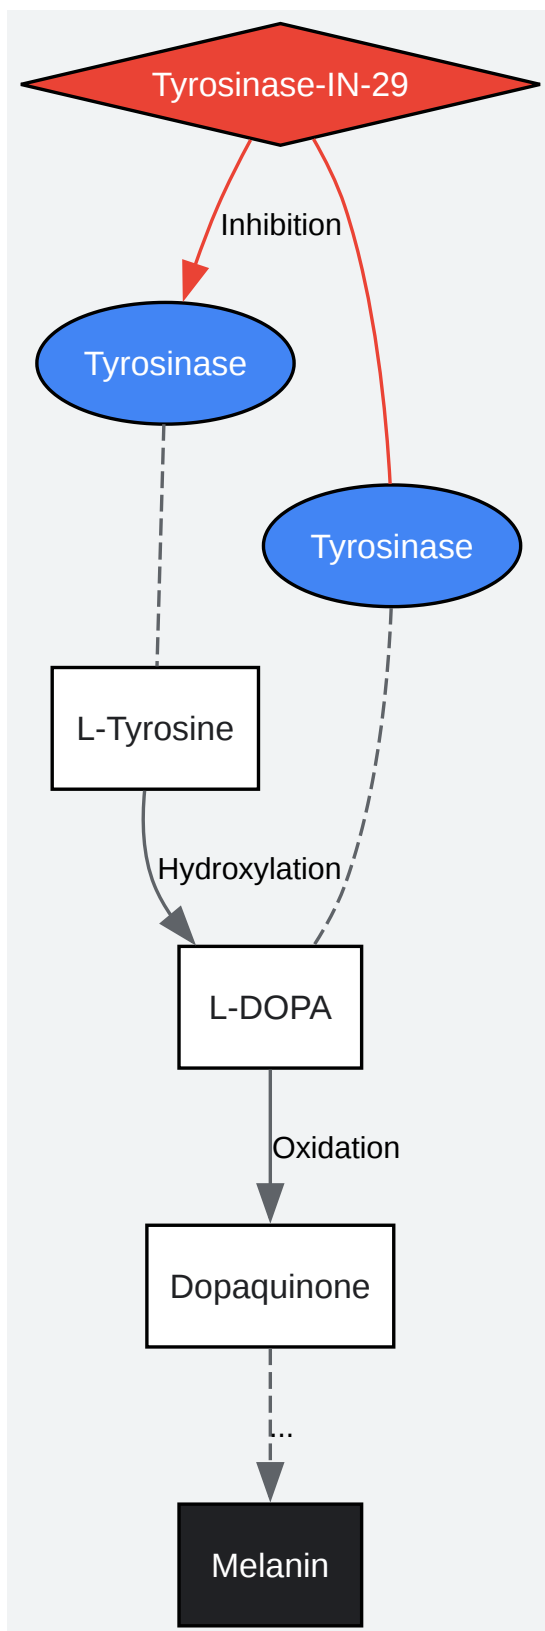 Tyrosinase-IN-29
Inhibition
Tyrosinase
Tyrosinase
L-Tyrosine
Hydroxylation
L-DOPA
Oxidation
Dopaquinone
...
Melanin